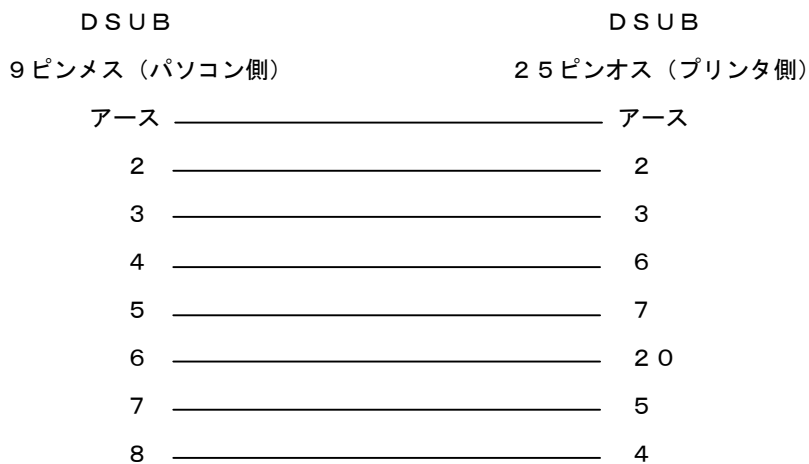 ＤＳＵＢ ＤＳＵＢ
９ピンメス（パソコン側） ２５ピンオス（プリンタ側）
アース アース
２ ２
３ ３
４ ６
５ ７
６ ２０
７ ５
８ ４